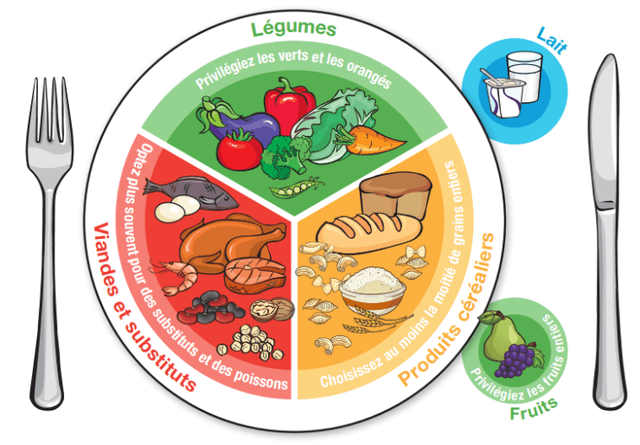 Légumes
Privilégiez les verts et les orangés
Lait
Viandes et substituts
Optez plus souvent pour des substituts et des poissons
Produits céréaliers
Choisissez au moins la moitié de grains entiers
Privilégiez les fruits entiers
Fruits